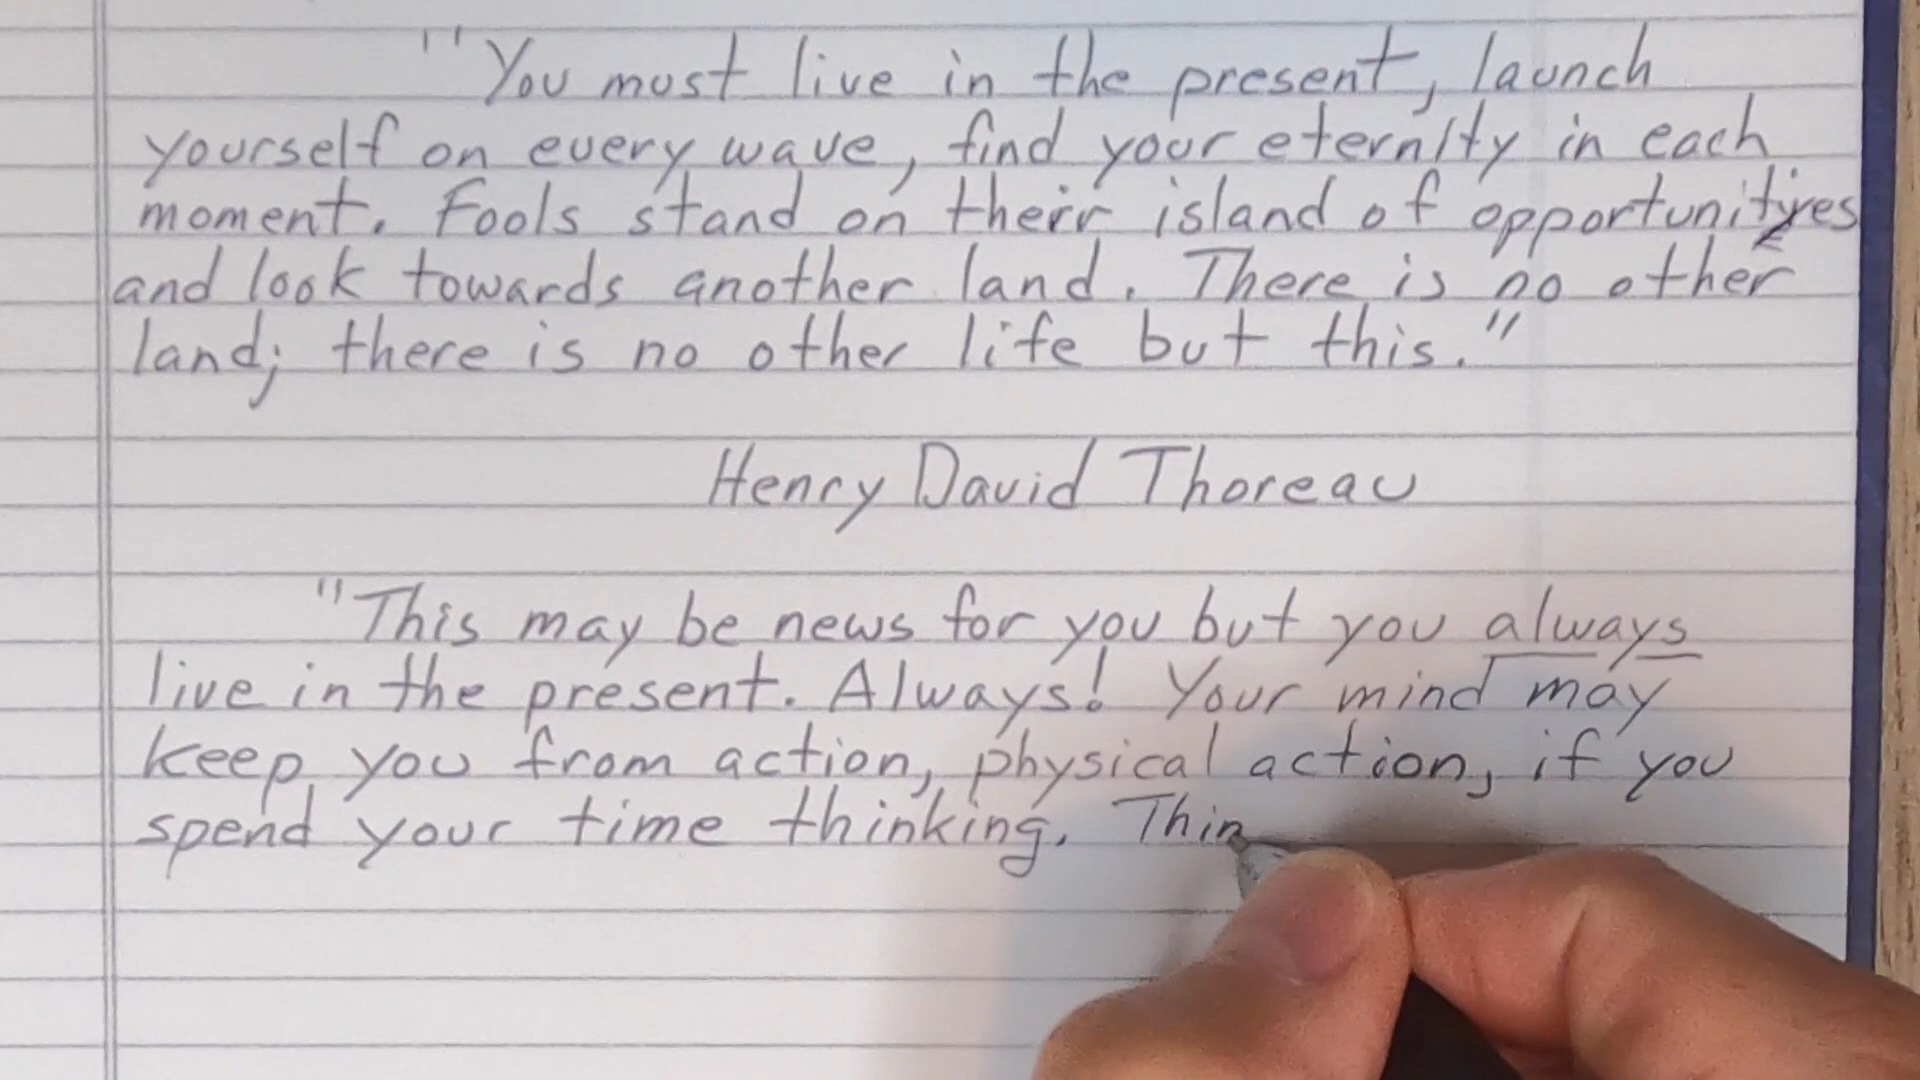 "You must live in the present, launch
yourself on every wave, find your eternity in each
moment. Fools stand on their island of opportunities
and look towards another land. There is no other
land; there is no other life but this."
Henry David Thoreau
"This may be news for you but you always
live in the present. Always! Your mind may
keep you from action, physical action, if you
spend your time thinking. Thin